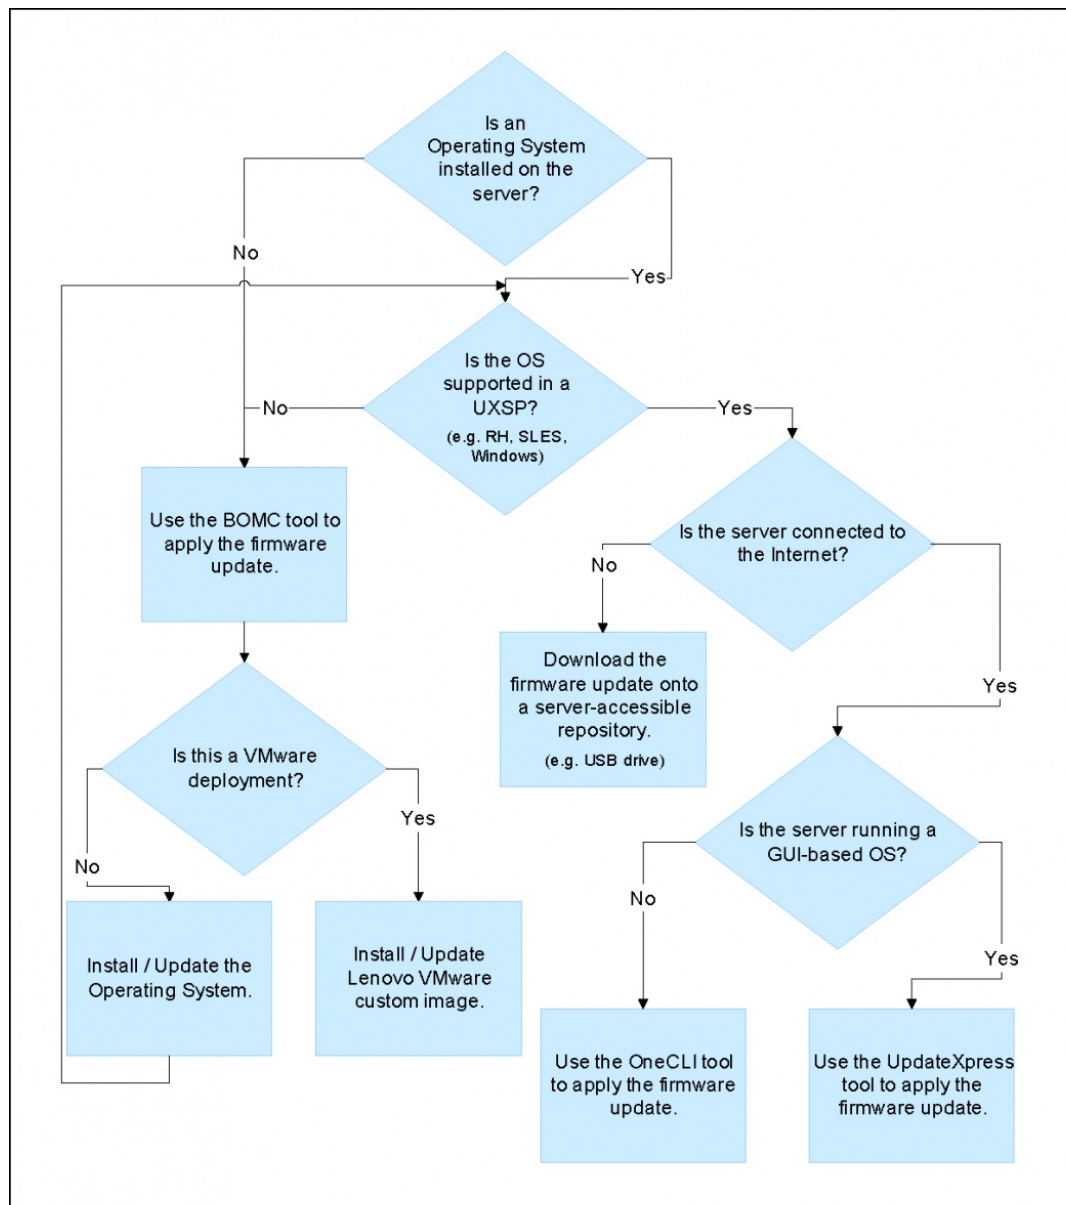 Is an
Operating System
installed on the
server?
No
Yes
Is the OS
supported in a
UXSP?
(e.g. RH, SLES,
Windows)
No
Yes
Use the BOMC tool to
apply the firmware
update.
Is the server connected to
the Internet?
No
Yes
Download the
firmware update onto
a server-accessible
repository.
(e.g. USB drive)
Is this a VMware
deployment?
No
Yes
Is the server running a
GUI-based OS?
No
Yes
Install / Update the
Operating System.
Install / Update
Lenovo VMware
custom image.
Use the OneCLI tool
to apply the firmware
update.
Use the UpdateXpress
tool to apply the
firmware update.